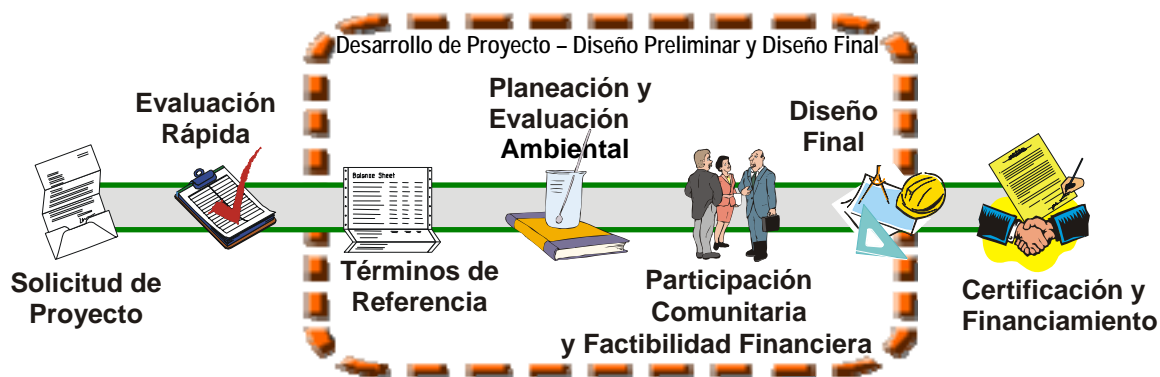 Desarrollo de Proyecto – Diseño Preliminar y Diseño Final
Solicitud de
Proyecto
Evaluación
Rápida
Balance Sheet
Términos de
Referencia
Planeación y
Evaluación
Ambiental
Participación
Comunitaria
y Factibilidad Financiera
Diseño
Final
Certificación y
Financiamiento